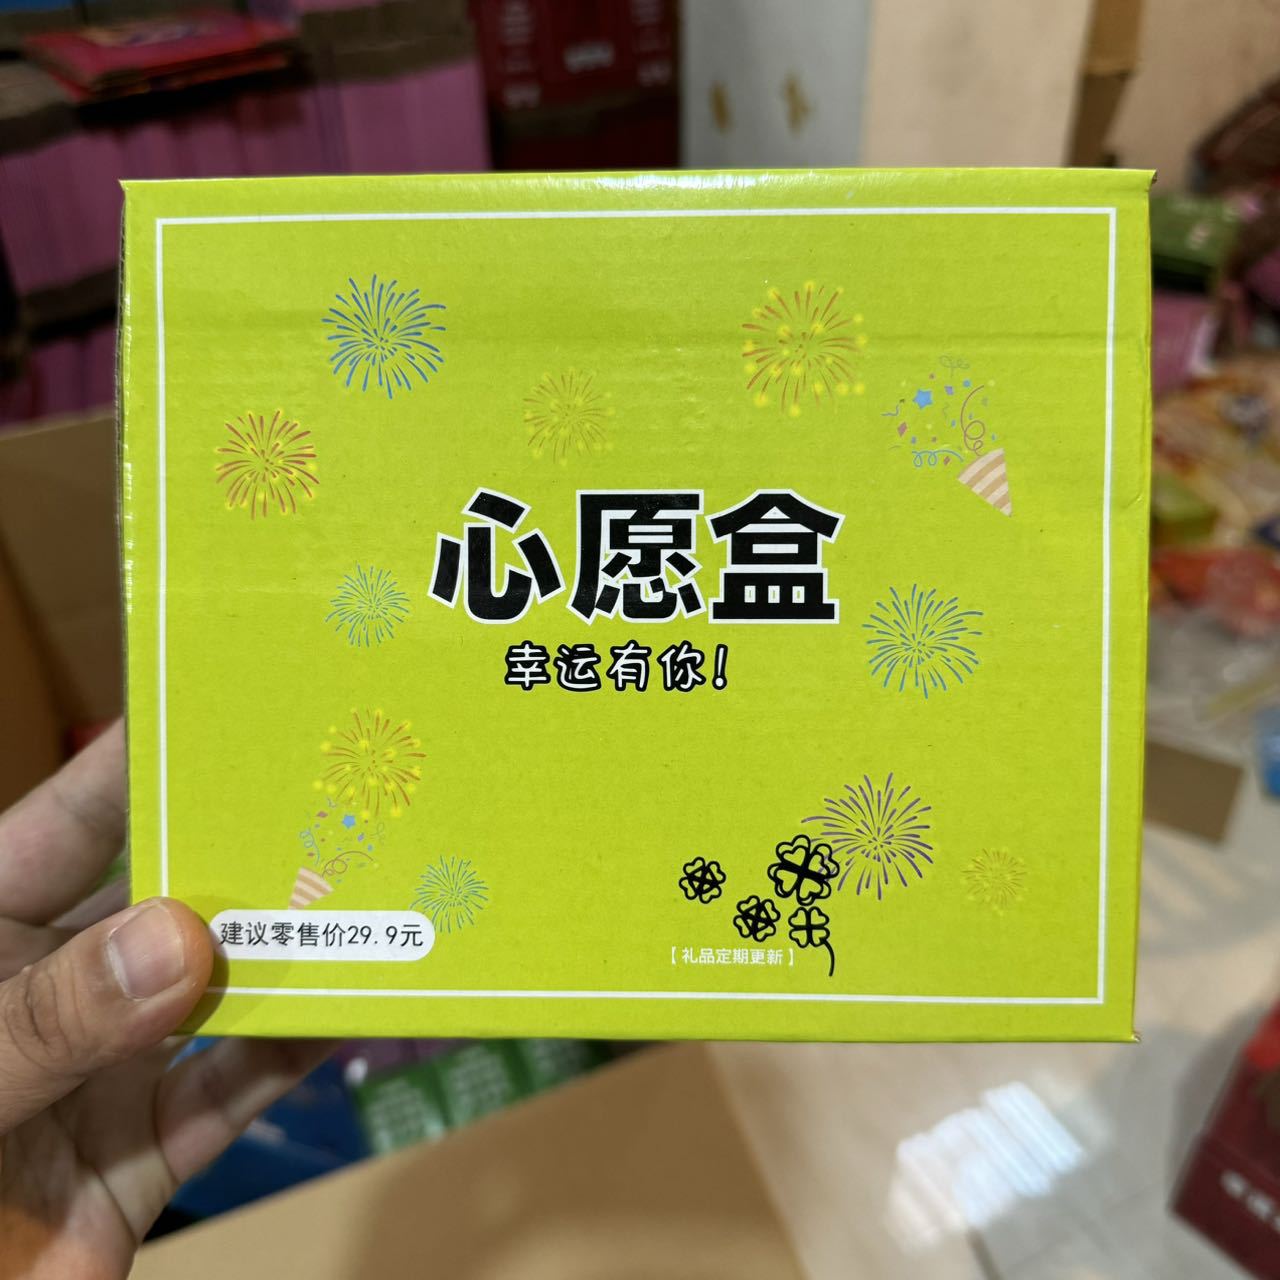 心愿盒
幸运有你!
建议零售价29.9元
【礼品定期更新】